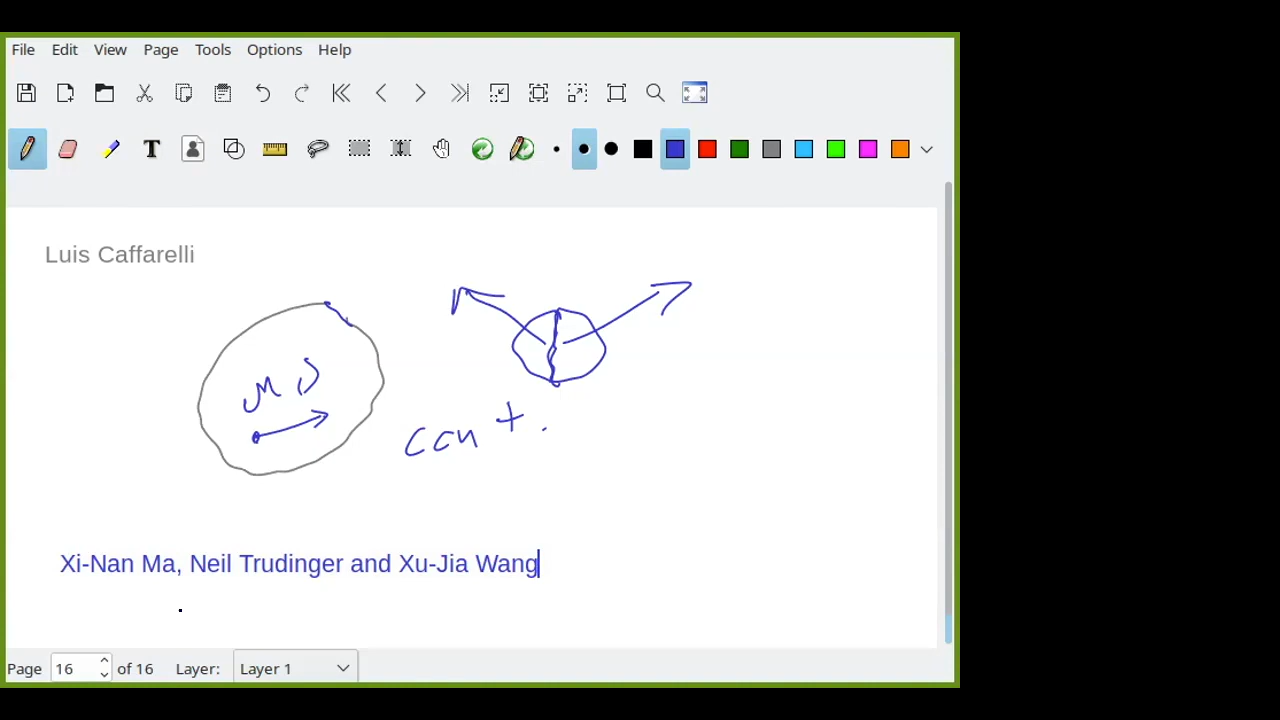 File Edit View Page Tools Options Help
T
Luis Caffarelli
cont.
Xi-Nan Ma, Neil Trudinger and Xu-Jia Wang
Page 16 of 16 Layer: Layer 1